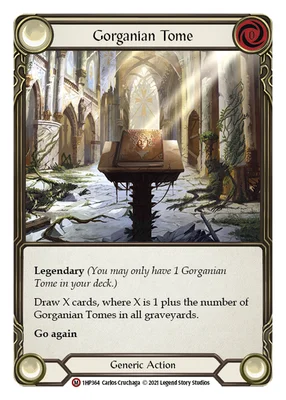 Gorganian Tome
0
Legendary (You may only have 1 Gorganian
Tome in your deck.)
Draw X cards, where X is 1 plus the number of
Gorganian Tomes in all graveyards.
Go again
Generic Action
M 1HP364 Carlos Cruchaga © 2021 Legend Story Studios